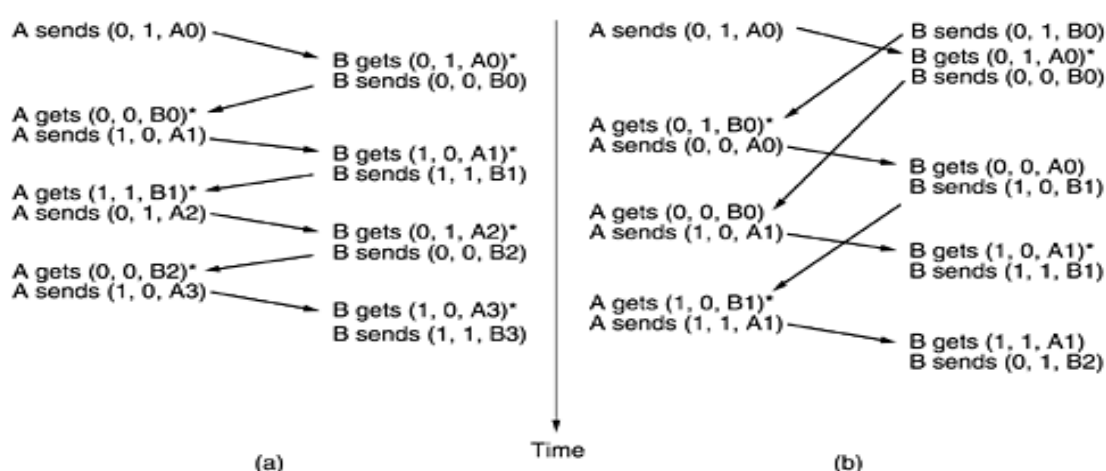 A sends (0, 1, A0)
B gets (0, 1, A0)*
B sends (0, 0, B0)
A gets (0, 0, B0)*
A sends (1, 0, A1)
B gets (1, 0, A1)*
B sends (1, 1, B1)
A gets (1, 1, B1)*
A sends (0, 1, A2)
B gets (0, 1, A2)*
B sends (0, 0, B2)
A gets (0, 0, B2)*
A sends (1, 0, A3)
B gets (1, 0, A3)*
B sends (1, 1, B3)
(a)
Time
A sends (0, 1, A0)
B sends (0, 1, B0)
B gets (0, 1, A0)*
B sends (0, 0, B0)
A gets (0, 1, B0)*
A sends (0, 0, A0)
B gets (0, 0, A0)
B sends (1, 0, B1)
A gets (0, 0, B0)
A sends (1, 0, A1)
B gets (1, 0, A1)*
B sends (1, 1, B1)
A gets (1, 0, B1)*
A sends (1, 1, A1)
B gets (1, 1, A1)
B sends (0, 1, B2)
(b)